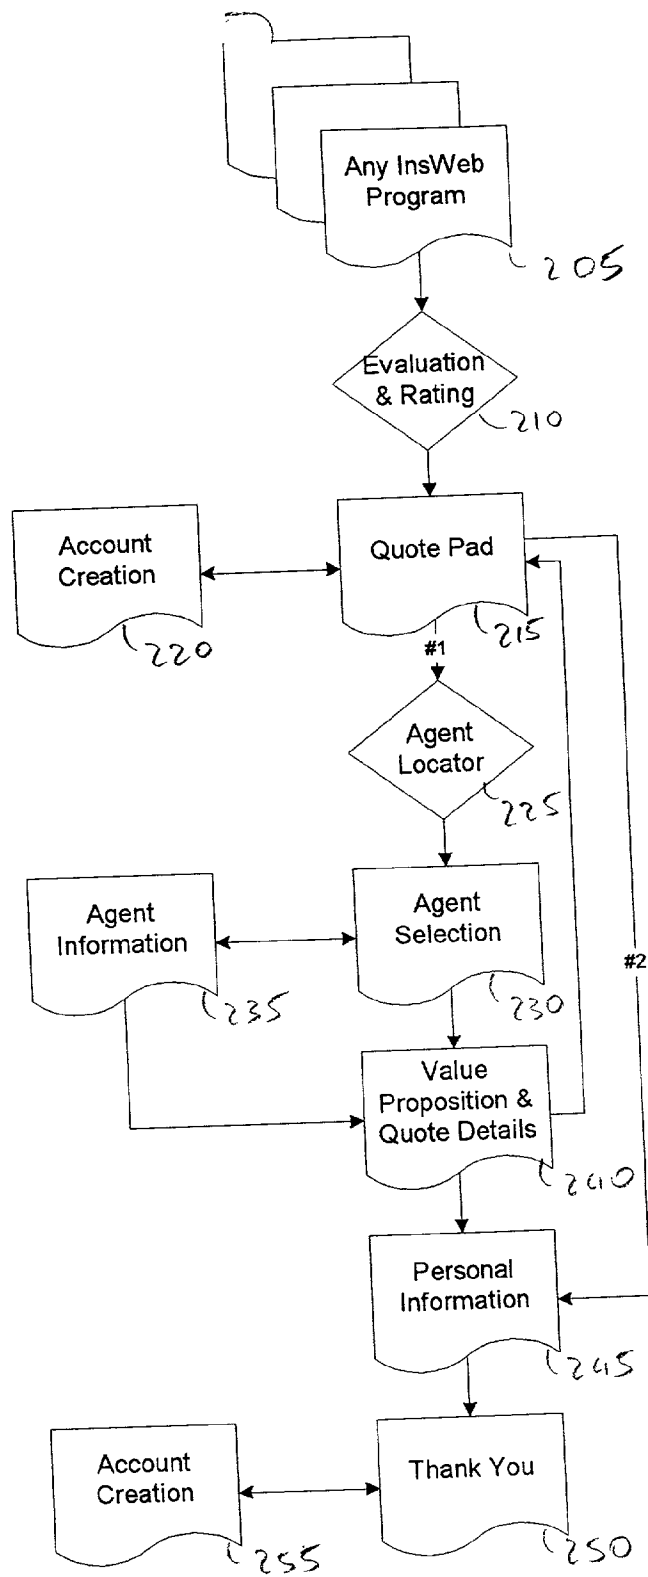 Any InsWeb
Program
205
Evaluation
& Rating
210
Account
Creation
220
Quote Pad
215
#1
Agent
Locator
225
Agent
Information
235
Agent
Selection
230
#2
Value
Proposition &
Quote Details
240
Personal
Information
245
Account
Creation
255
Thank You
250